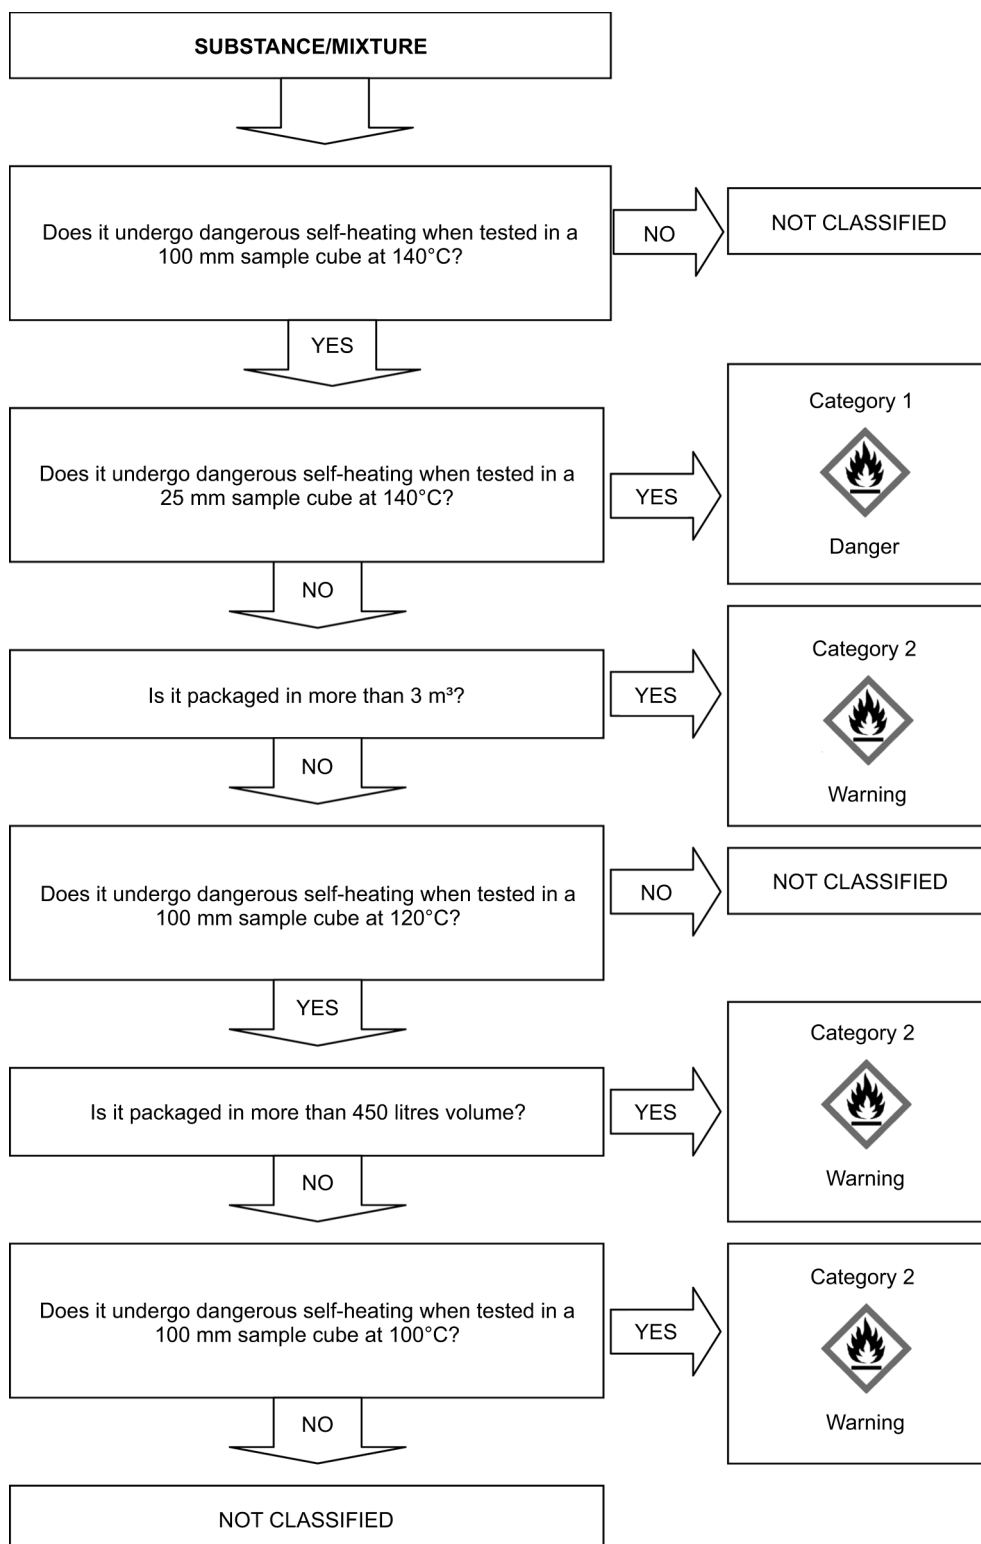 SUBSTANCE/MIXTURE
Does it undergo dangerous self-heating when tested in a
100 mm sample cube at 140°C?
NO
NOT CLASSIFIED
YES
Does it undergo dangerous self-heating when tested in a
25 mm sample cube at 140°C?
YES
Category 1
Danger
NO
Is it packaged in more than 3 m³?
YES
Category 2
Warning
NO
Does it undergo dangerous self-heating when tested in a
100 mm sample cube at 120°C?
NO
NOT CLASSIFIED
YES
Is it packaged in more than 450 litres volume?
YES
Category 2
Warning
NO
Does it undergo dangerous self-heating when tested in a
100 mm sample cube at 100°C?
YES
Category 2
Warning
NO
NOT CLASSIFIED